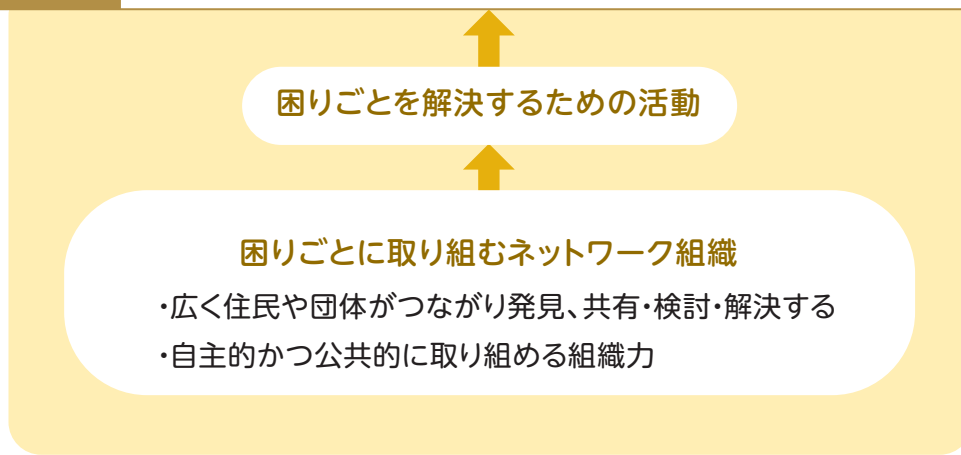 困りごとを解決するための活動
困りごとに取り組むネットワーク組織
・広く住民や団体がつながり発見、共有・検討・解決する
・自主的かつ公共的に取り組める組織力